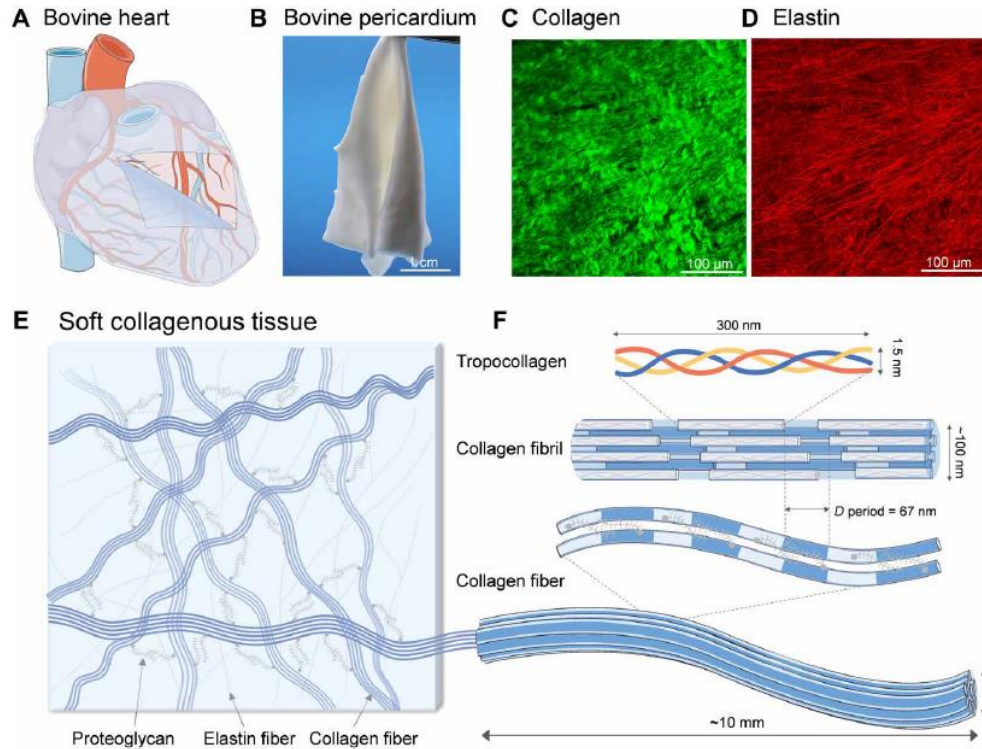 A Bovine heart
B Bovine pericardium
1 cm
C Collagen
100 μm
D Elastin
100 μm
E Soft collagenous tissue
Proteoglycan
Elastin fiber
Collagen fiber
F
300 nm
Tropocollagen
1.5 nm
Collagen fibril
~100 nm
D period = 67 nm
Collagen fiber
~10 mm